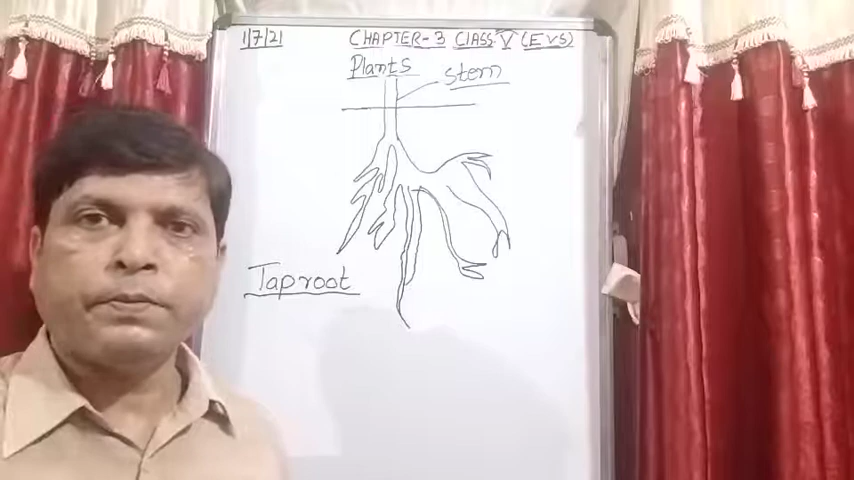 1/7/21 CHAPTER-3 CLASS-V (EVS)
Plants
stem
Taproot